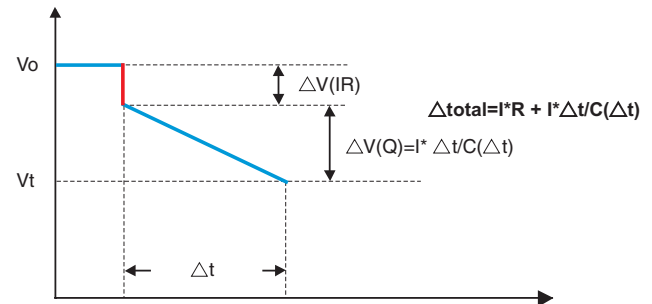 Vo
△V(IR)
△total=I*R + I*△t/C(△t)
△V(Q)=I* △t/C(△t)
Vt
△t